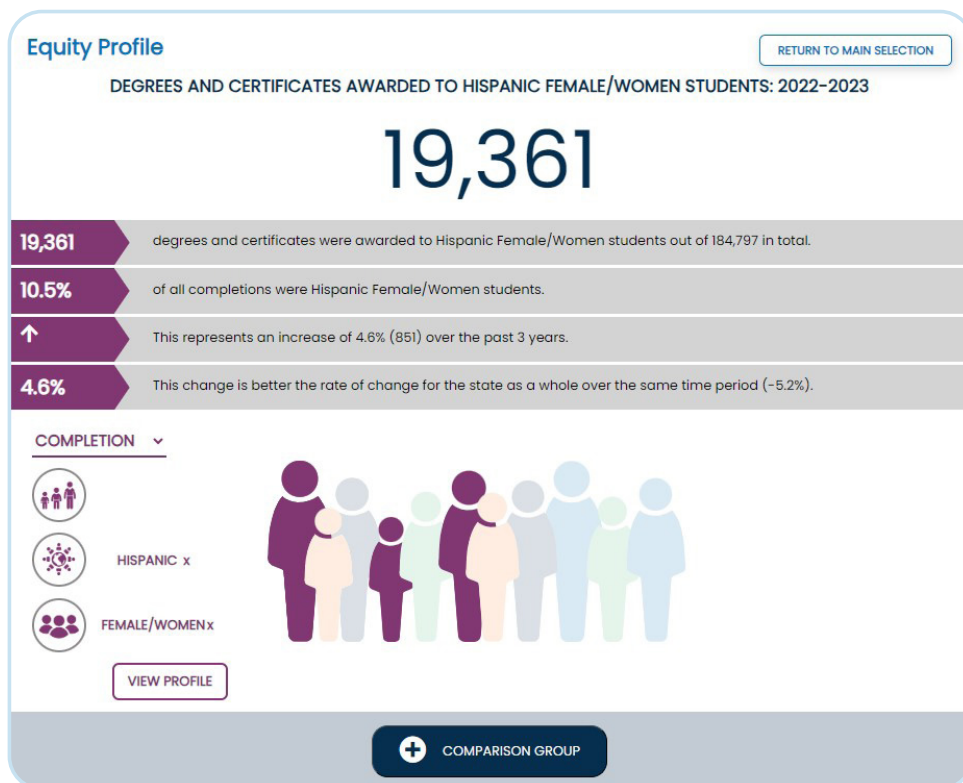 Equity Profile
RETURN TO MAIN SELECTION
DEGREES AND CERTIFICATES AWARDED TO HISPANIC FEMALE/WOMEN STUDENTS: 2022-2023
19,361
19,361 degrees and certificates were awarded to Hispanic Female/Women students out of 184,797 in total.
10.5% of all completions were Hispanic Female/Women students.
This represents an increase of 4.6% (851) over the past 3 years.
4.6% This change is better the rate of change for the state as a whole over the same time period (-5.2%).
COMPLETION
HISPANIC x
FEMALE/WOMEN x
VIEW PROFILE
COMPARISON GROUP